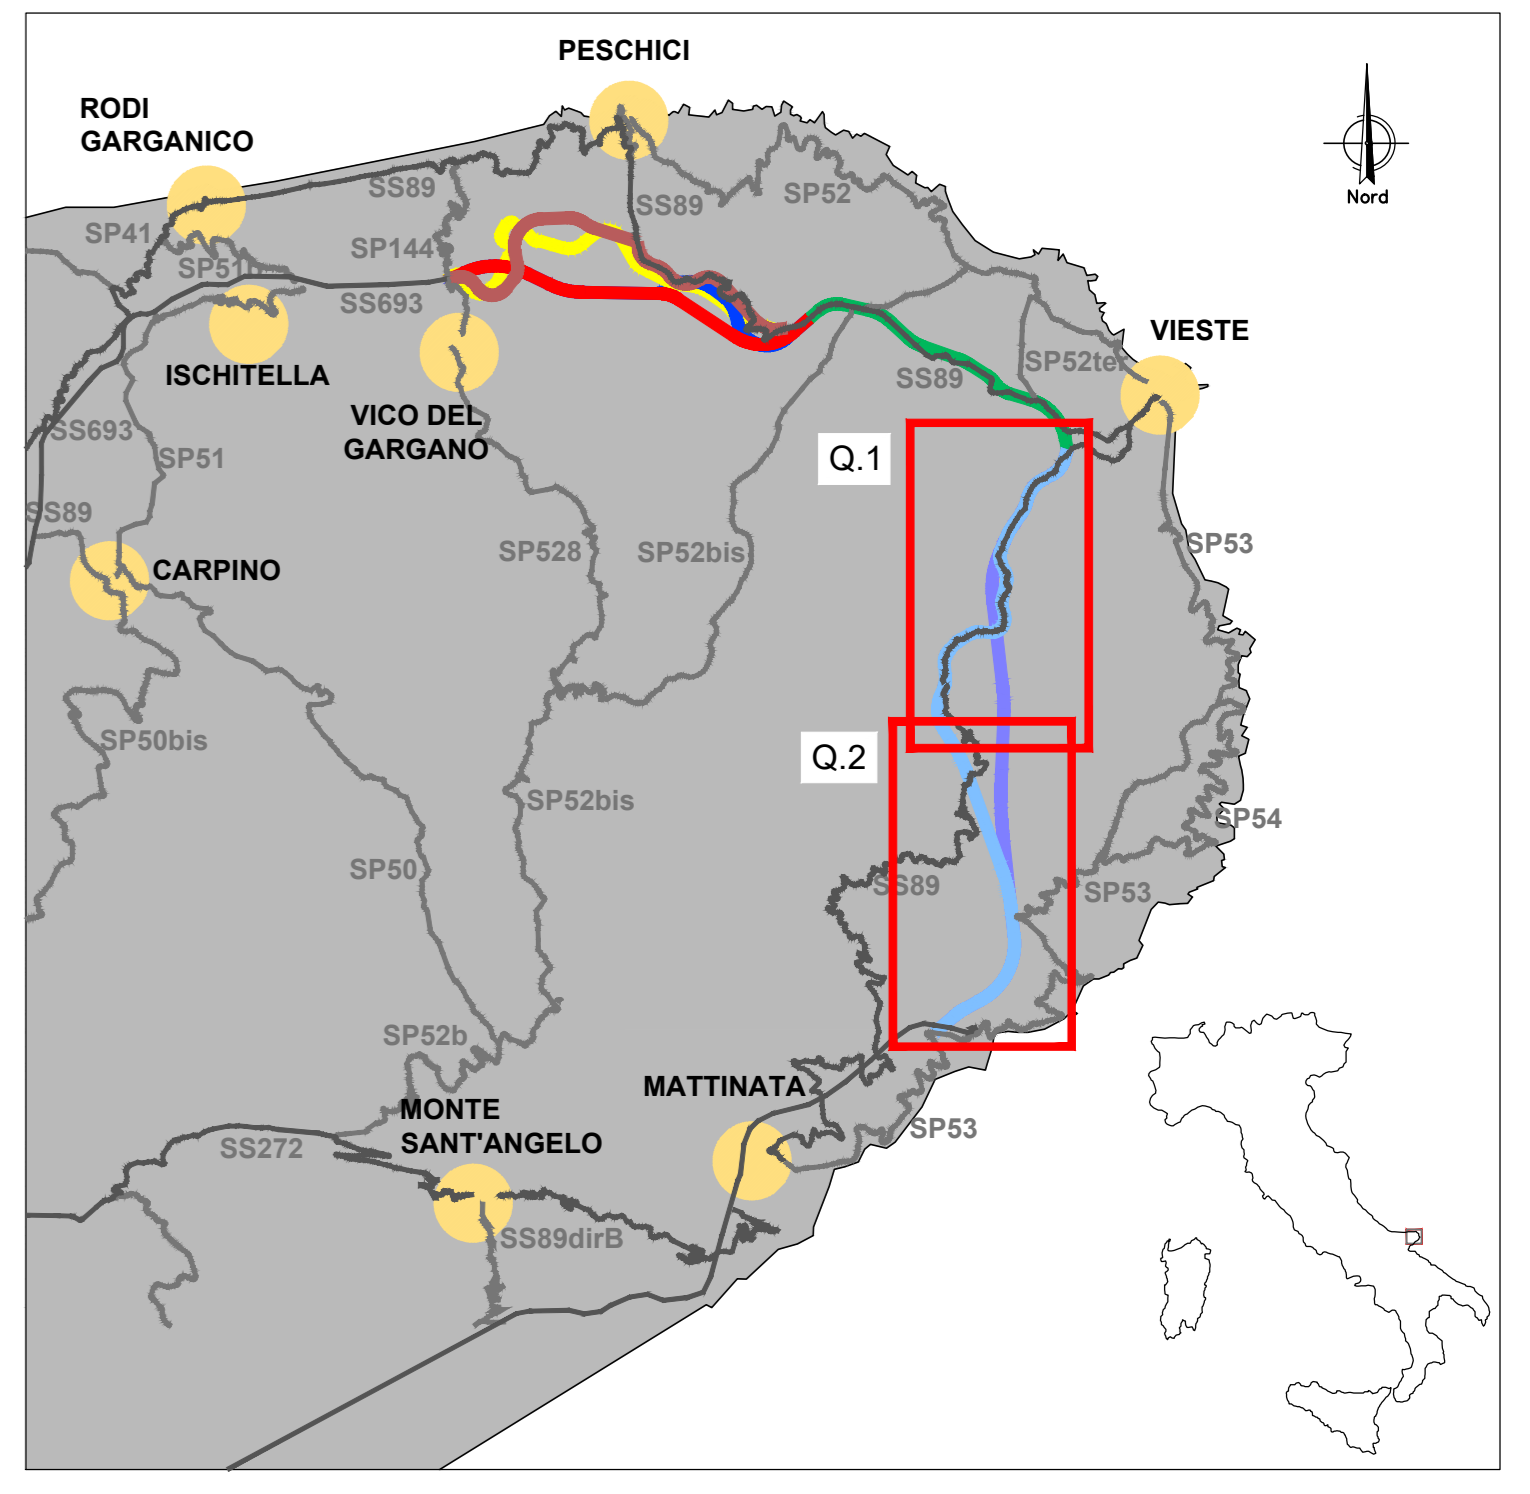 PESCHICI
RODI
GARGANICO
SS89
SP52
Nord
SS89
SP41
SP144
SP51b
SS693
VIESTE
SP52ter
SS89
ISCHITELLA
VICO DEL
GARGANO
SS693
SP51
Q.1
SS89
SP528
SP52bis
SP53
CARPINO
SP50bis
Q.2
SP52bis
SP54
SP50
SS89
SP53
SP52b
MATTINATA
MONTE
SANT'ANGELO
SP53
SS272
SS89dirB